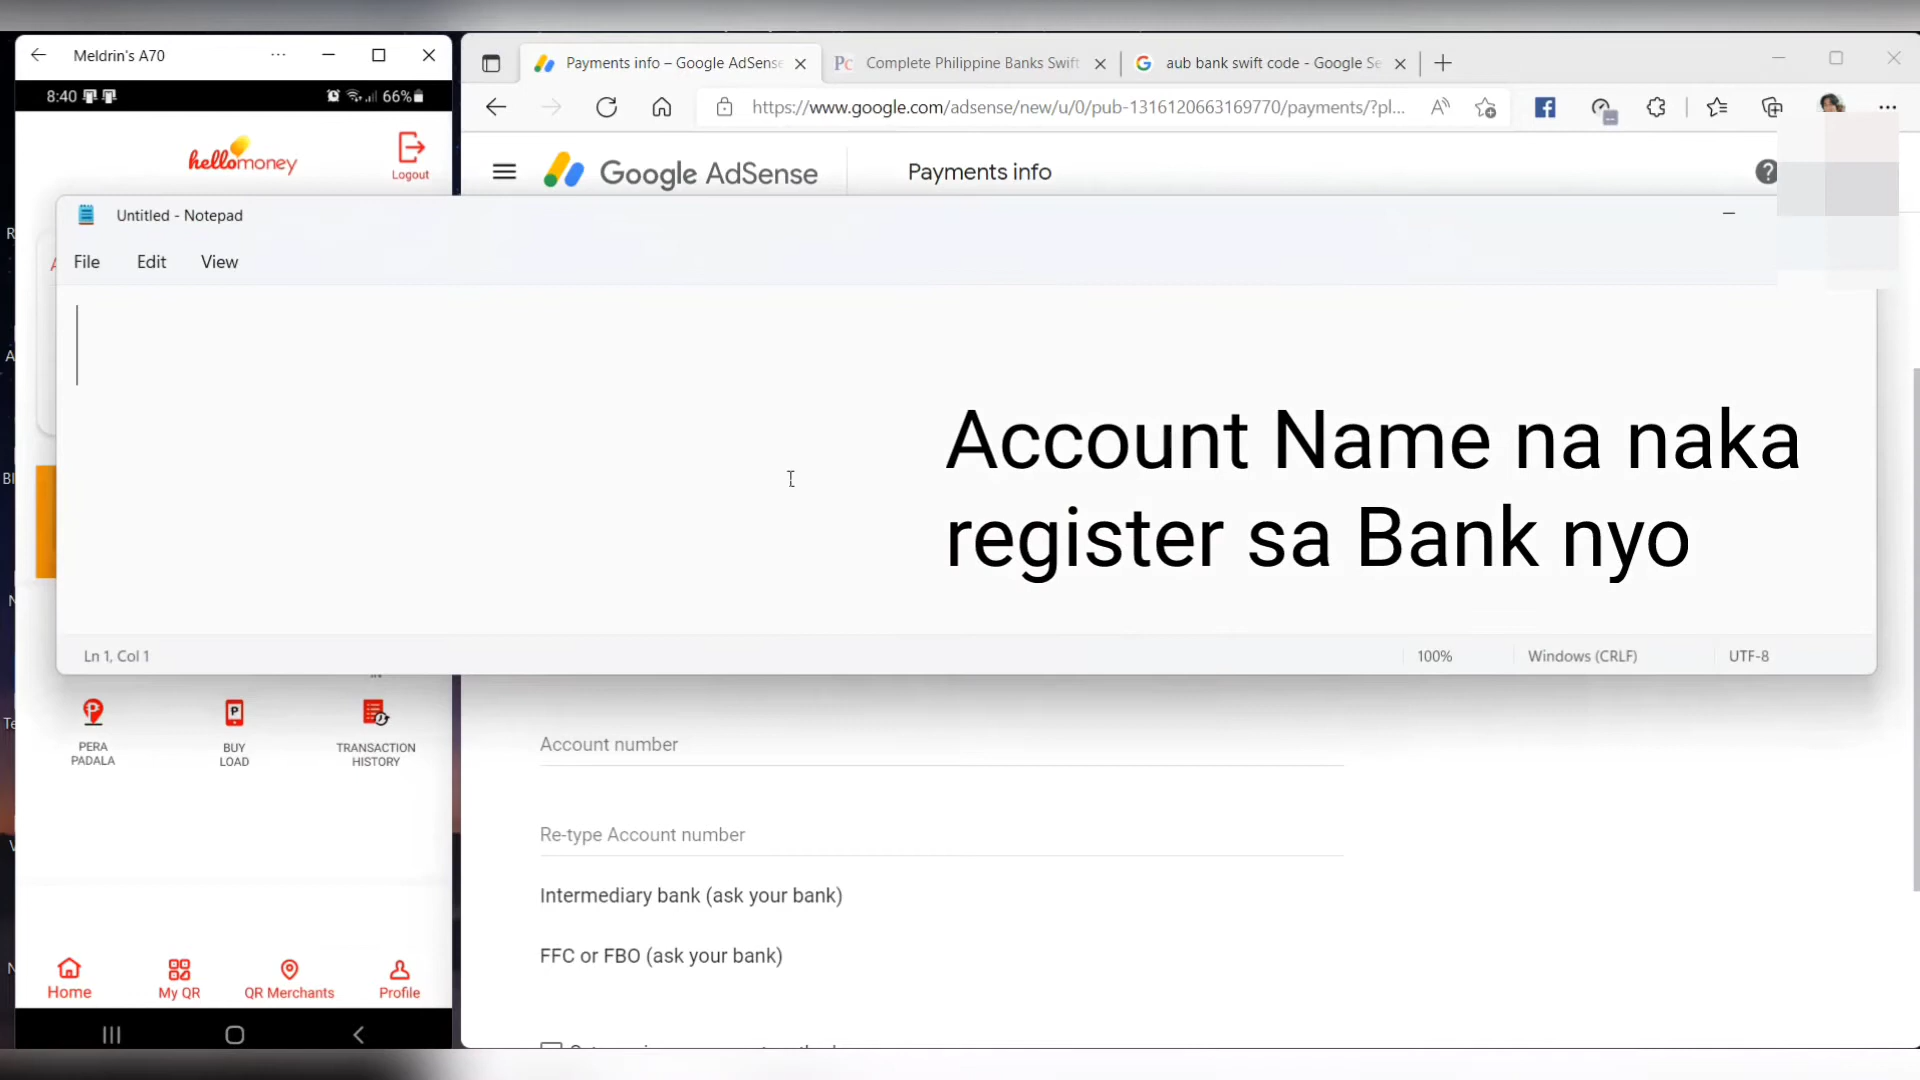 Meldrin's A70
8:40
66%
hellomoney
Logout
Payments info – Google AdSense
Complete Philippine Banks Swift
aub bank swift code - Google Se
https://www.google.com/adsense/new/u/0/pub-1316120663169770/payments/?pl...
Google AdSense
Payments info
Untitled - Notepad
File
Edit
View
Account Name na naka
register sa Bank nyo
Ln 1, Col 1
100%
Windows (CRLF)
UTF-8
PERA
PADALA
BUY
LOAD
TRANSACTION
HISTORY
Account number
Re-type Account number
Intermediary bank (ask your bank)
FFC or FBO (ask your bank)
Home
My QR
QR Merchants
Profile